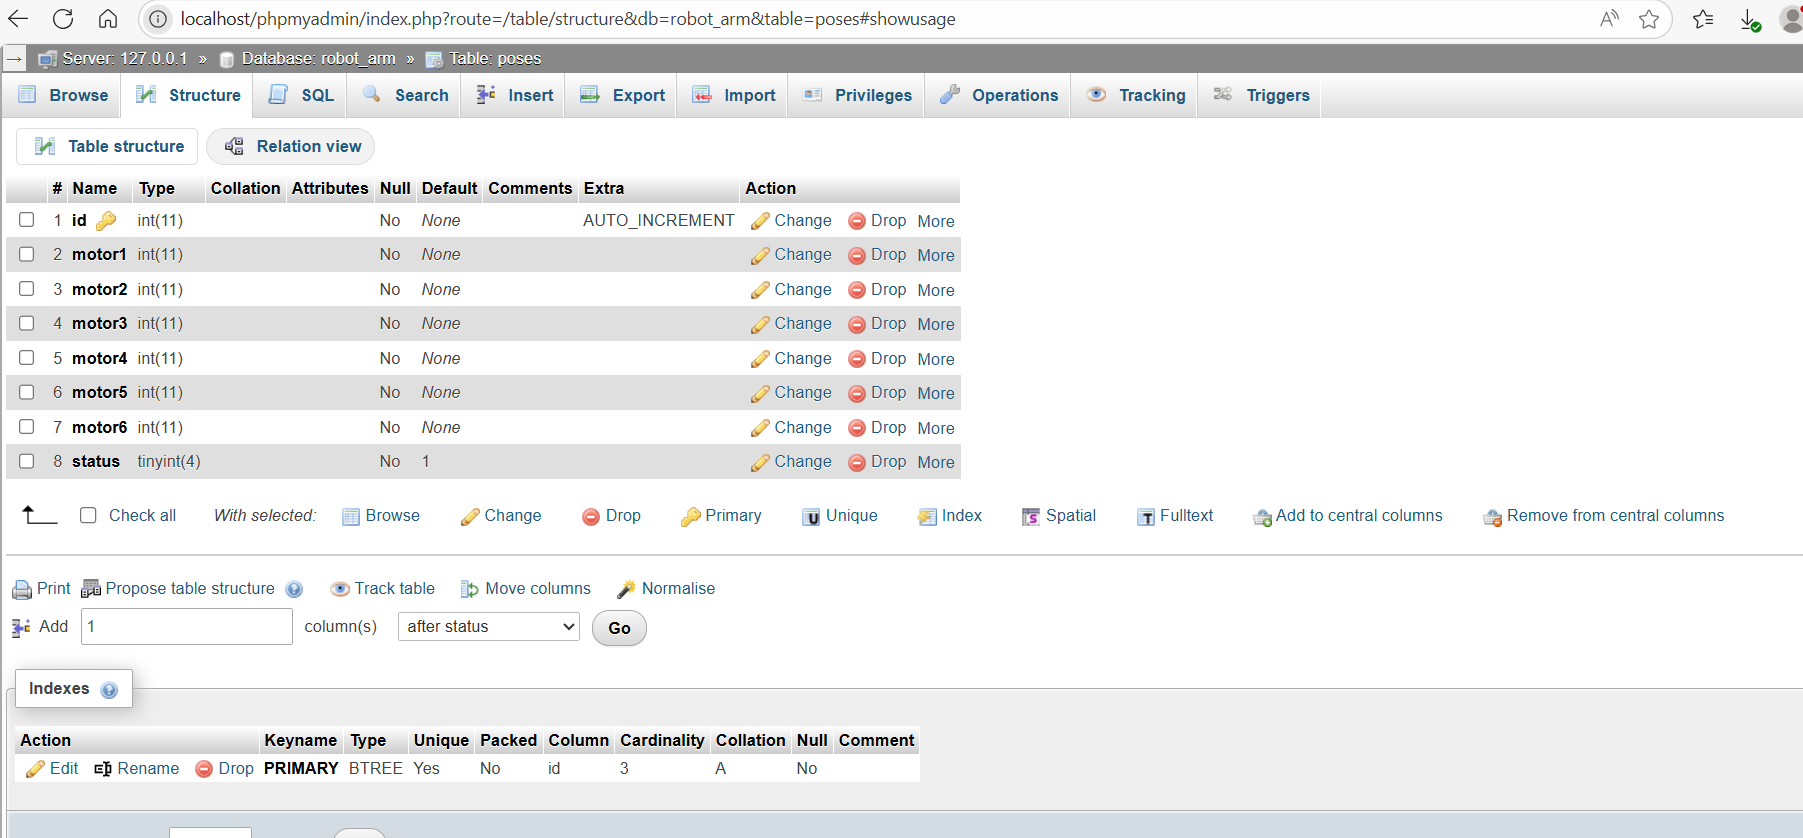 localhost/phpmyadmin/index.php?route=/table/structure&db=robot_arm&table=poses#showusage
Server: 127.0.0.1 » Database: robot_arm » Table: poses
Browse Structure SQL Search Insert Export Import Privileges Operations Tracking Triggers
Table structure Relation view
# Name Type Collation Attributes Null Default Comments Extra Action
1 id int(11) No None AUTO_INCREMENT Change Drop More
2 motor1 int(11) No None Change Drop More
3 motor2 int(11) No None Change Drop More
4 motor3 int(11) No None Change Drop More
5 motor4 int(11) No None Change Drop More
6 motor5 int(11) No None Change Drop More
7 motor6 int(11) No None Change Drop More
8 status tinyint(4) No 1 Change Drop More
Check all With selected: Browse Change Drop Primary Unique Index Spatial Fulltext Add to central columns Remove from central columns
Print Propose table structure Track table Move columns Normalise
Add 1 column(s) after status Go
Indexes
Action Keyname Type Unique Packed Column Cardinality Collation Null Comment
Edit Rename Drop PRIMARY BTREE Yes No id 3 A No